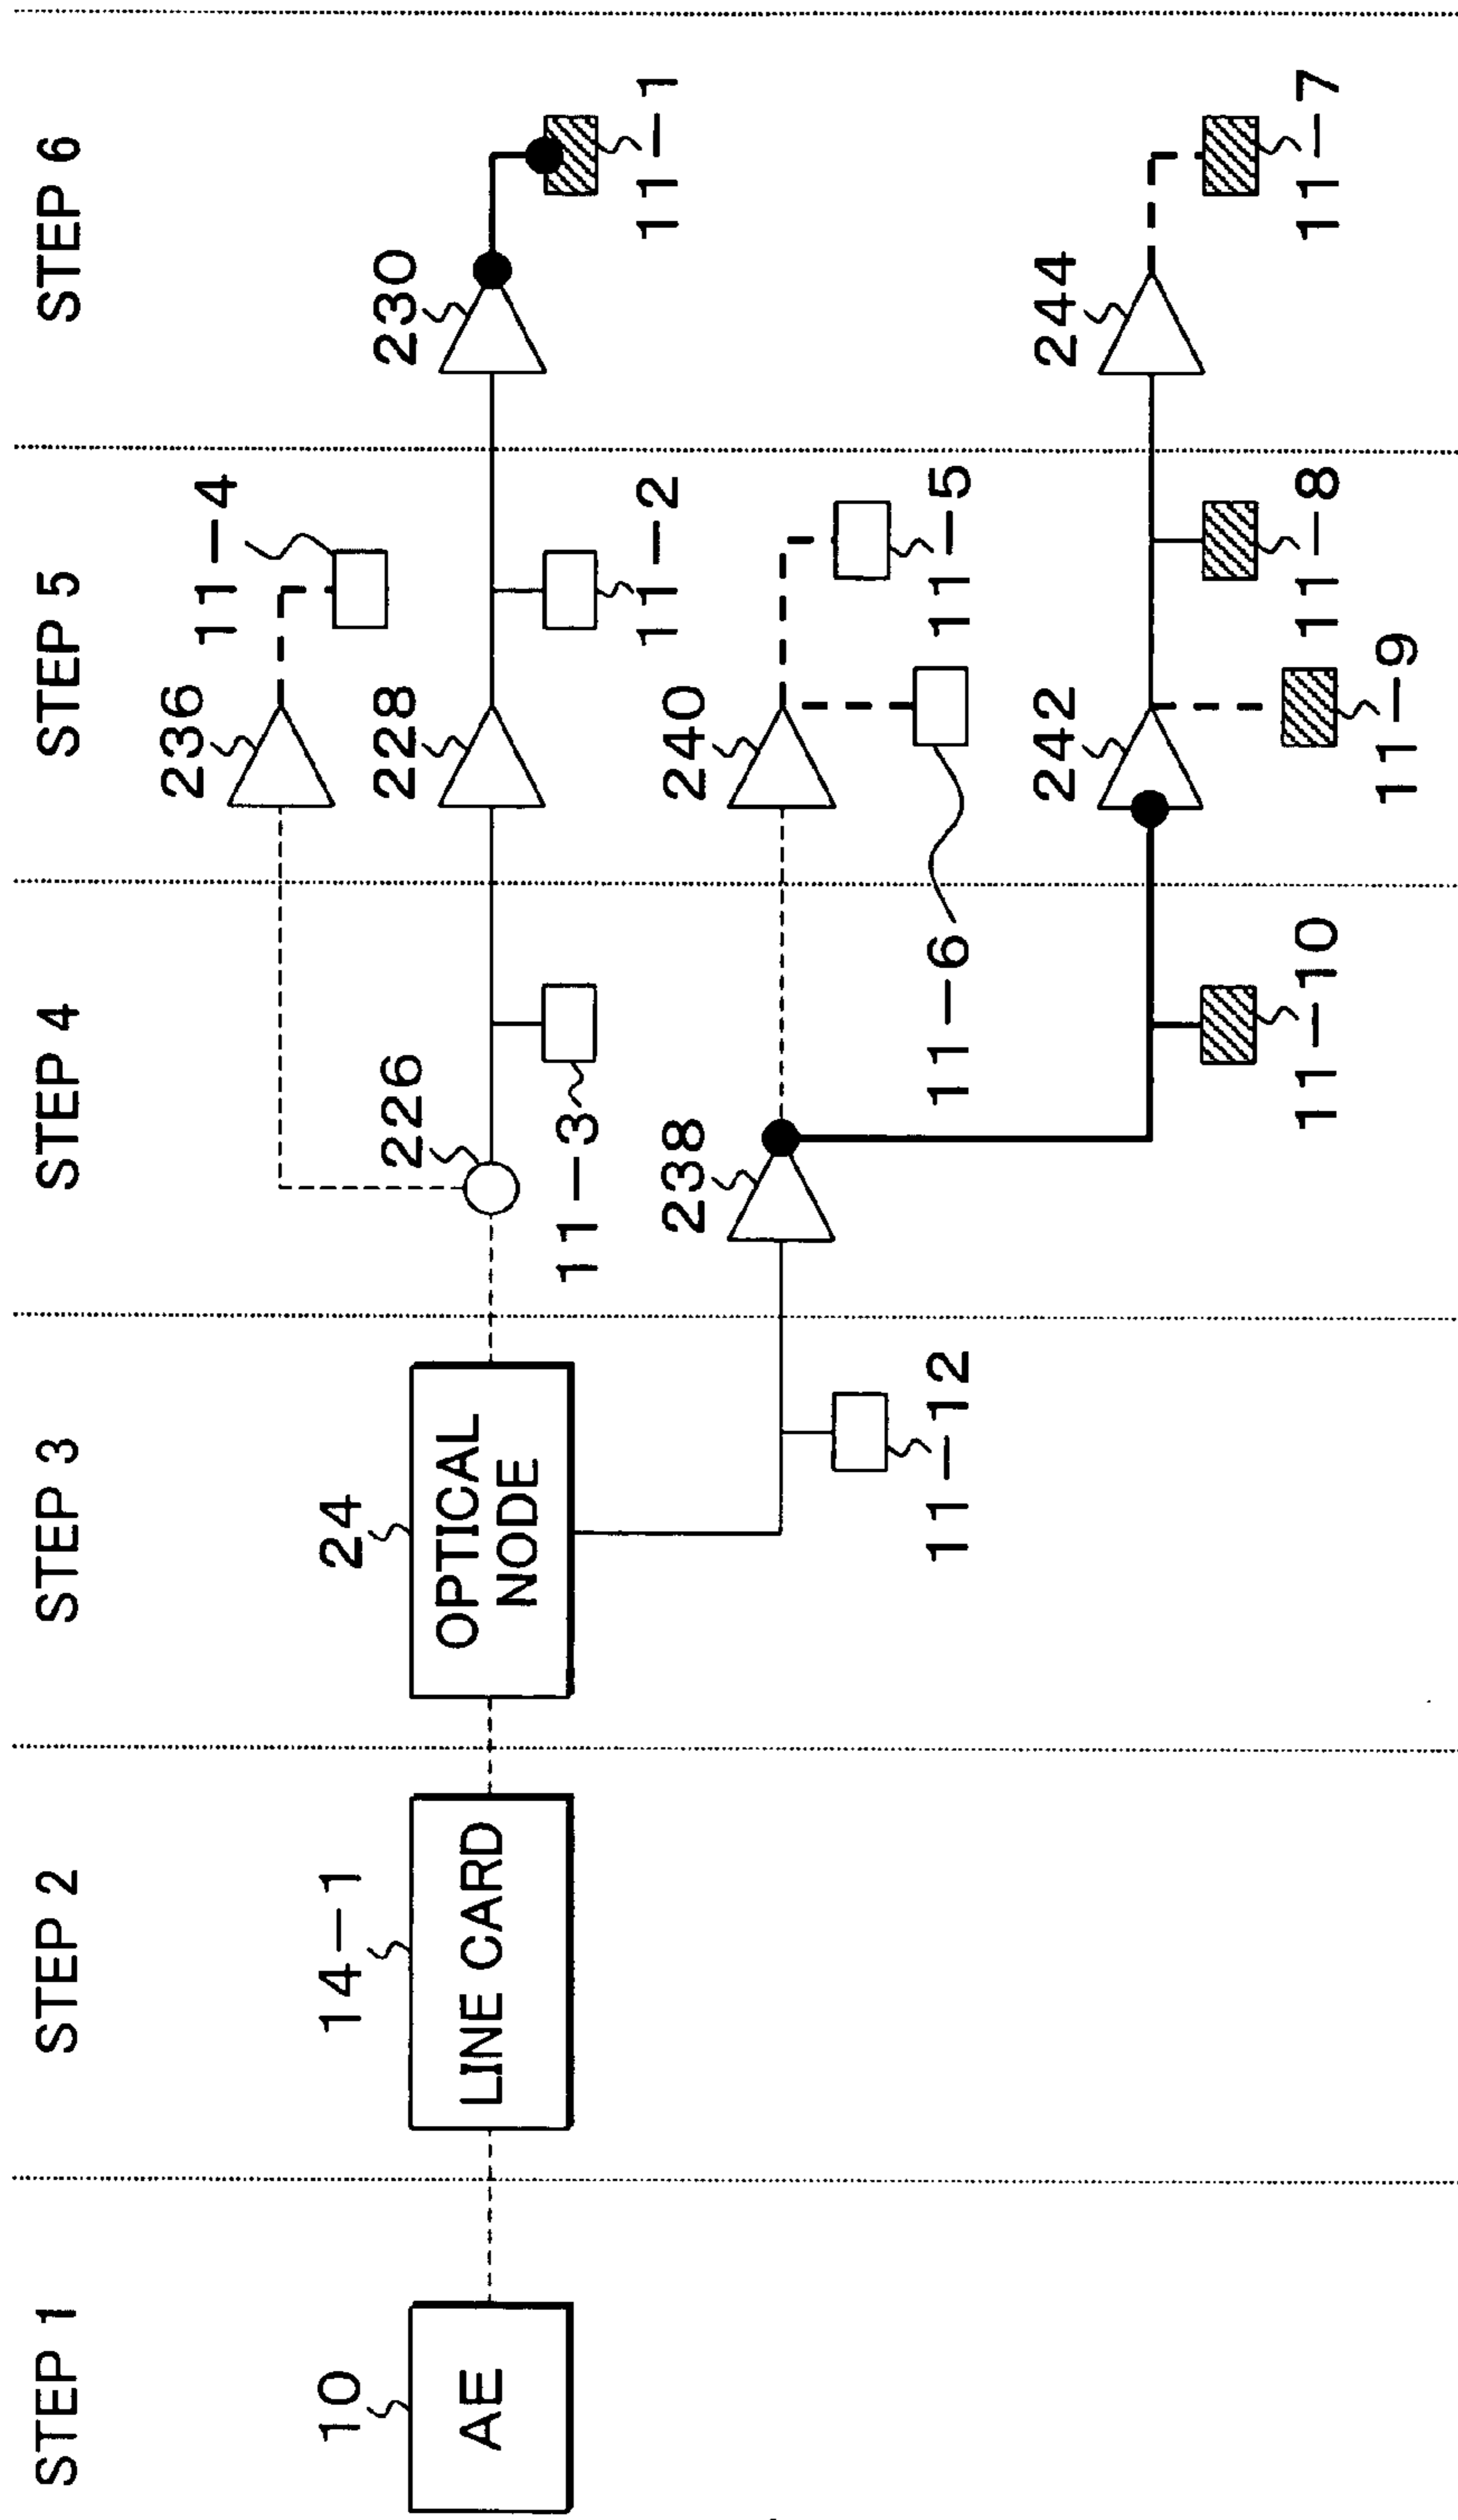 STEP 1
STEP 2
STEP 3
STEP 4
STEP 5
STEP 6
10
AE
14-1
LINE CARD
24
OPTICAL
NODE
226
11-3
236
11-4
228
11-2
230
11-1
11-12
238
240
11-5
11-6
242
11-10
11-9
11-8
244
11-7